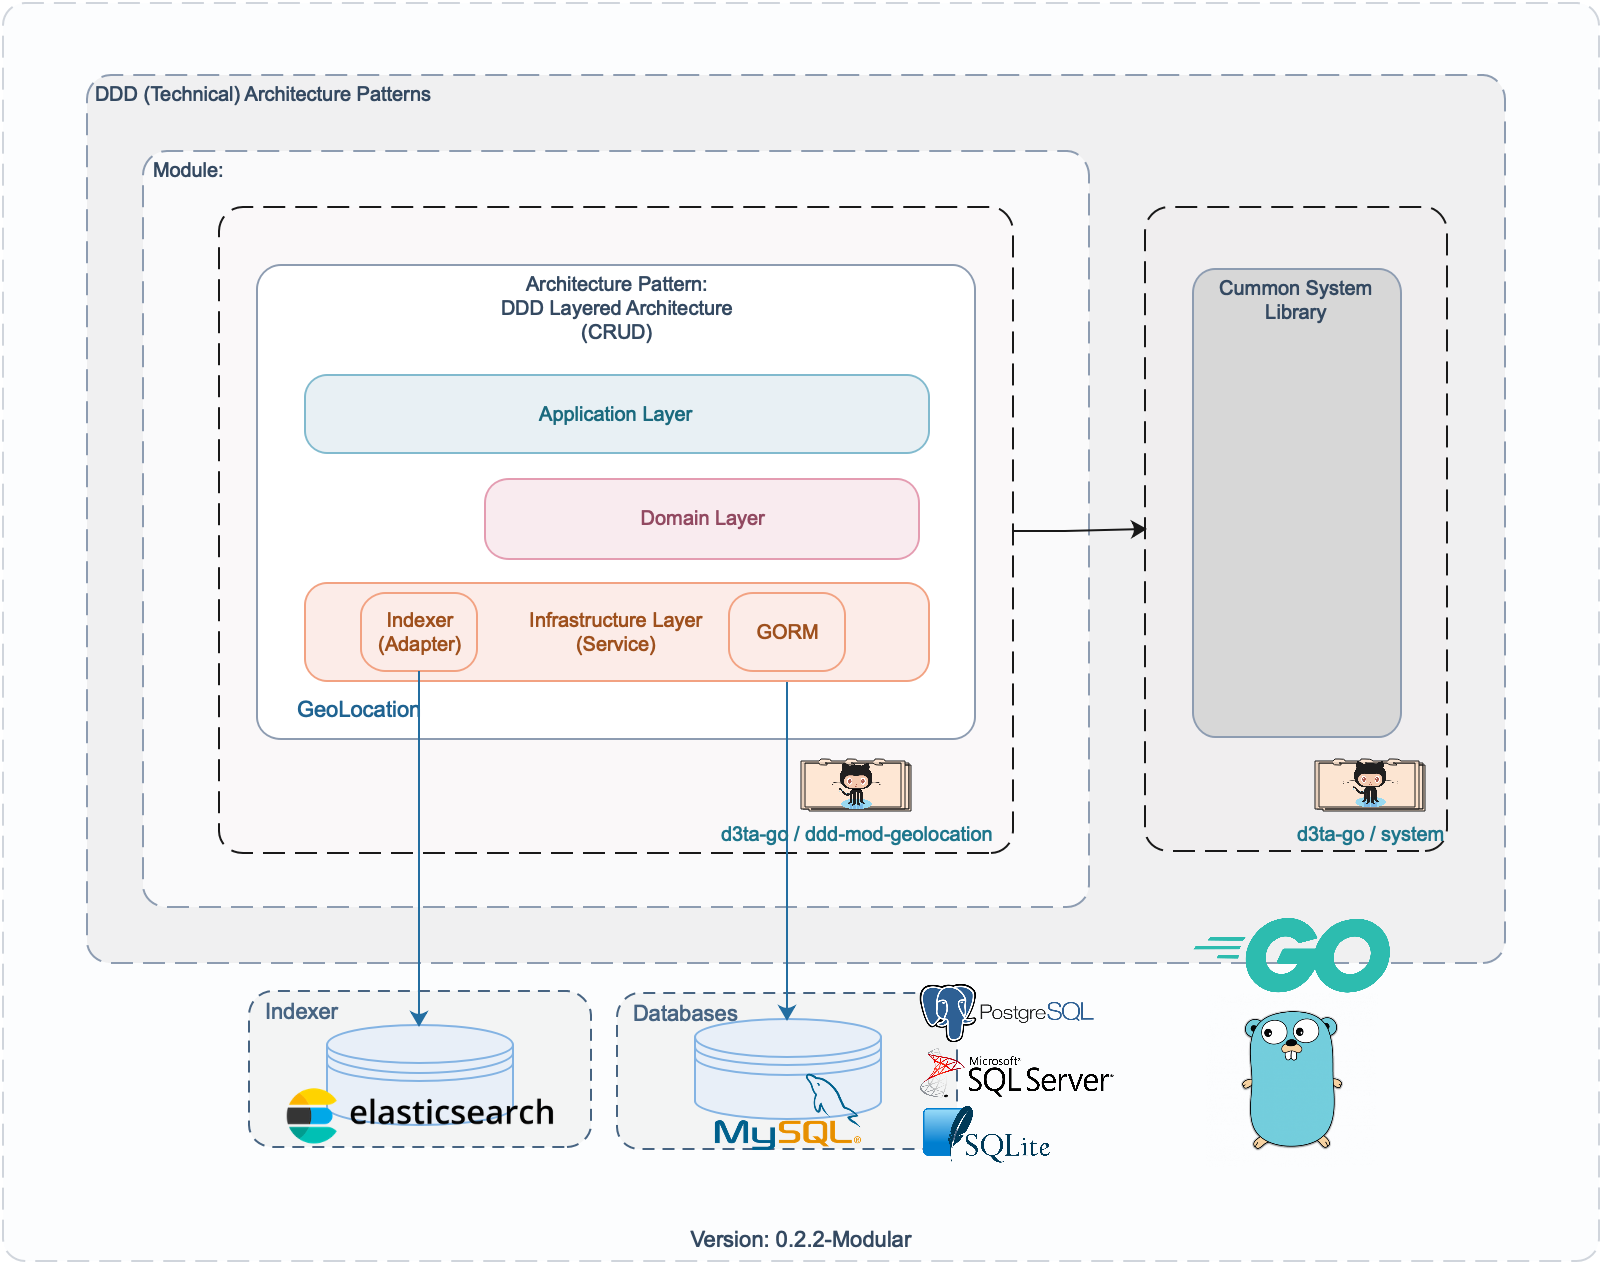 DDD (Technical) Architecture Patterns
Module:
Architecture Pattern:
DDD Layered Architecture
(CRUD)
Application Layer
Domain Layer
Indexer
(Adapter)
Infrastructure Layer
(Service)
GORM
GeoLocation
d3ta-go / ddd-mod-geolocation
Cummon System
Library
d3ta-go / system
GO
Indexer
elasticsearch
Databases
MySQL®
PostgreSQL
Microsoft®
SQL Server
SQLite
Version: 0.2.2-Modular